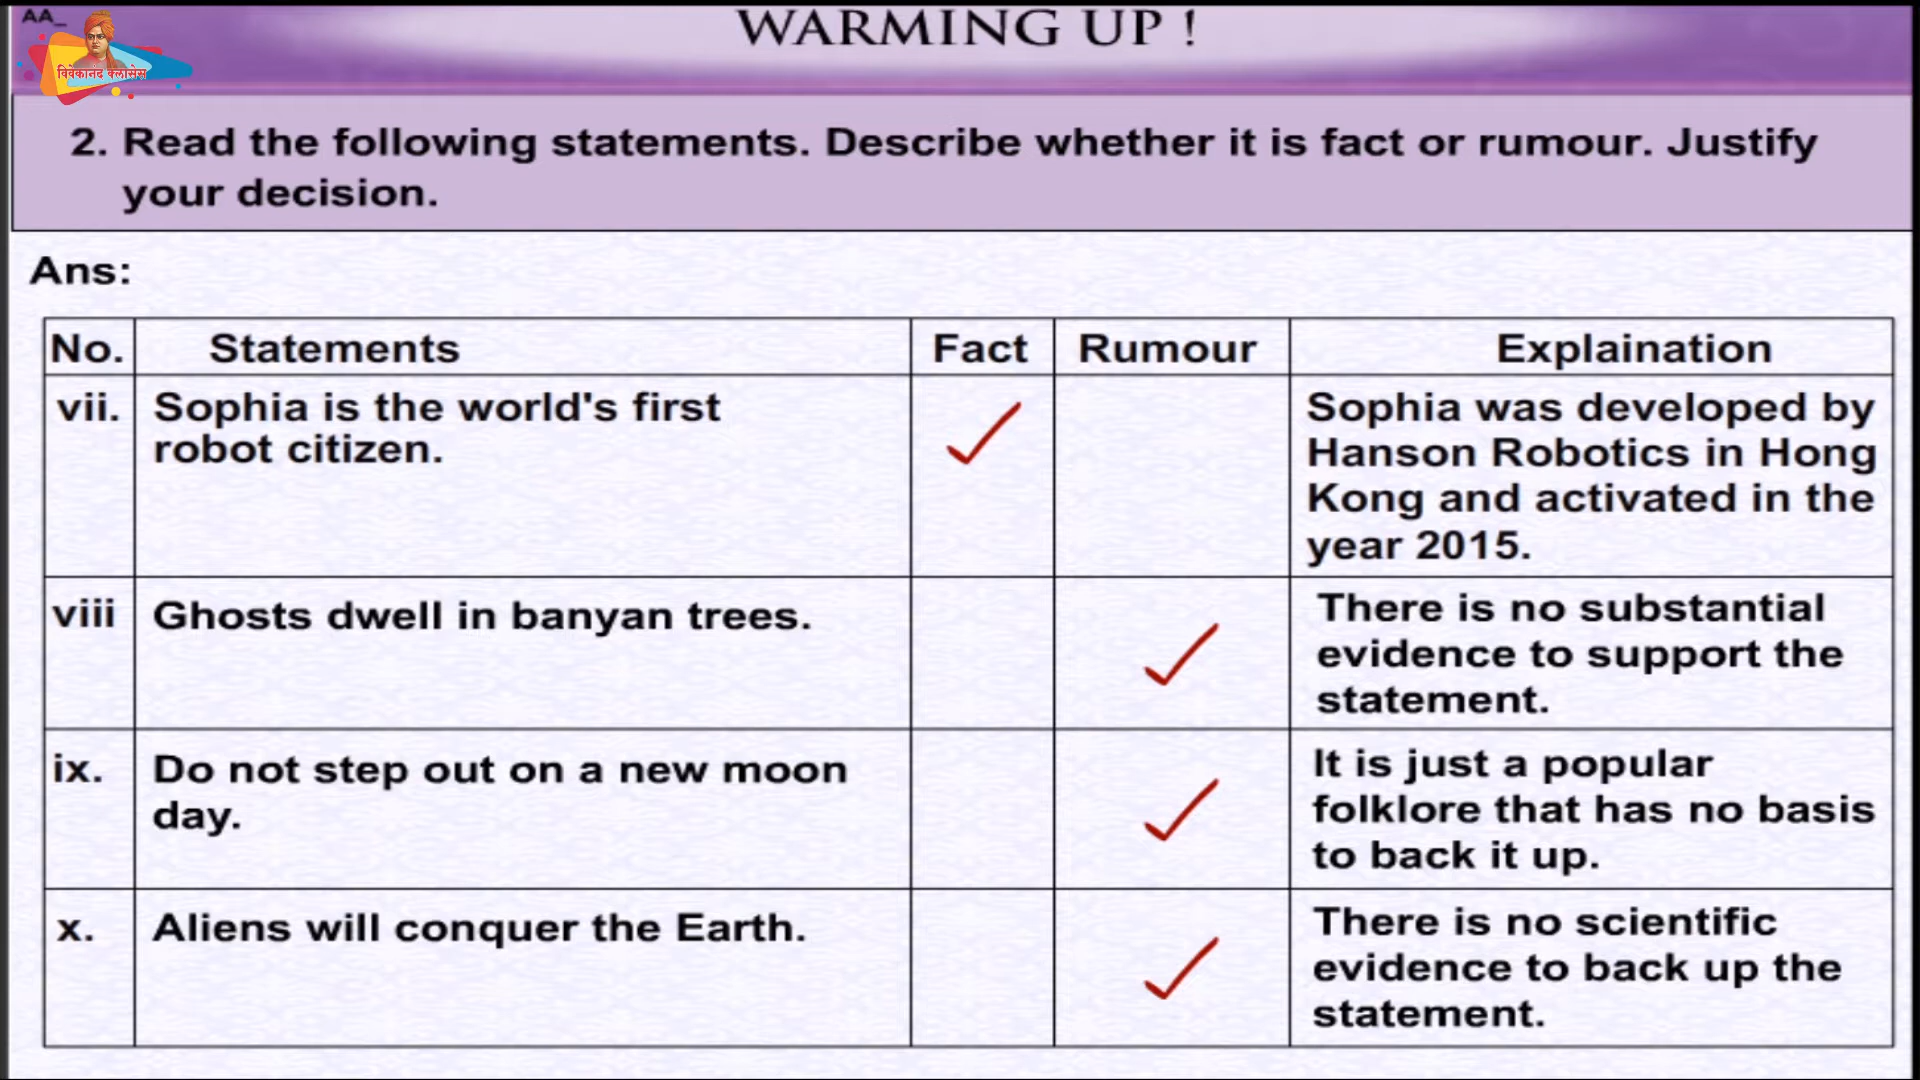 AA_
विवेकानंद क्लासेस
WARMING UP !
2. Read the following statements. Describe whether it is fact or rumour. Justify
your decision.
Ans:
No. Statements Fact Rumour Explaination
vii. Sophia is the world's first
robot citizen.
Sophia was developed by
Hanson Robotics in Hong
Kong and activated in the
year 2015.
viii Ghosts dwell in banyan trees.
There is no substantial
evidence to support the
statement.
ix. Do not step out on a new moon
day.
It is just a popular
folklore that has no basis
to back it up.
x. Aliens will conquer the Earth.
There is no scientific
evidence to back up the
statement.